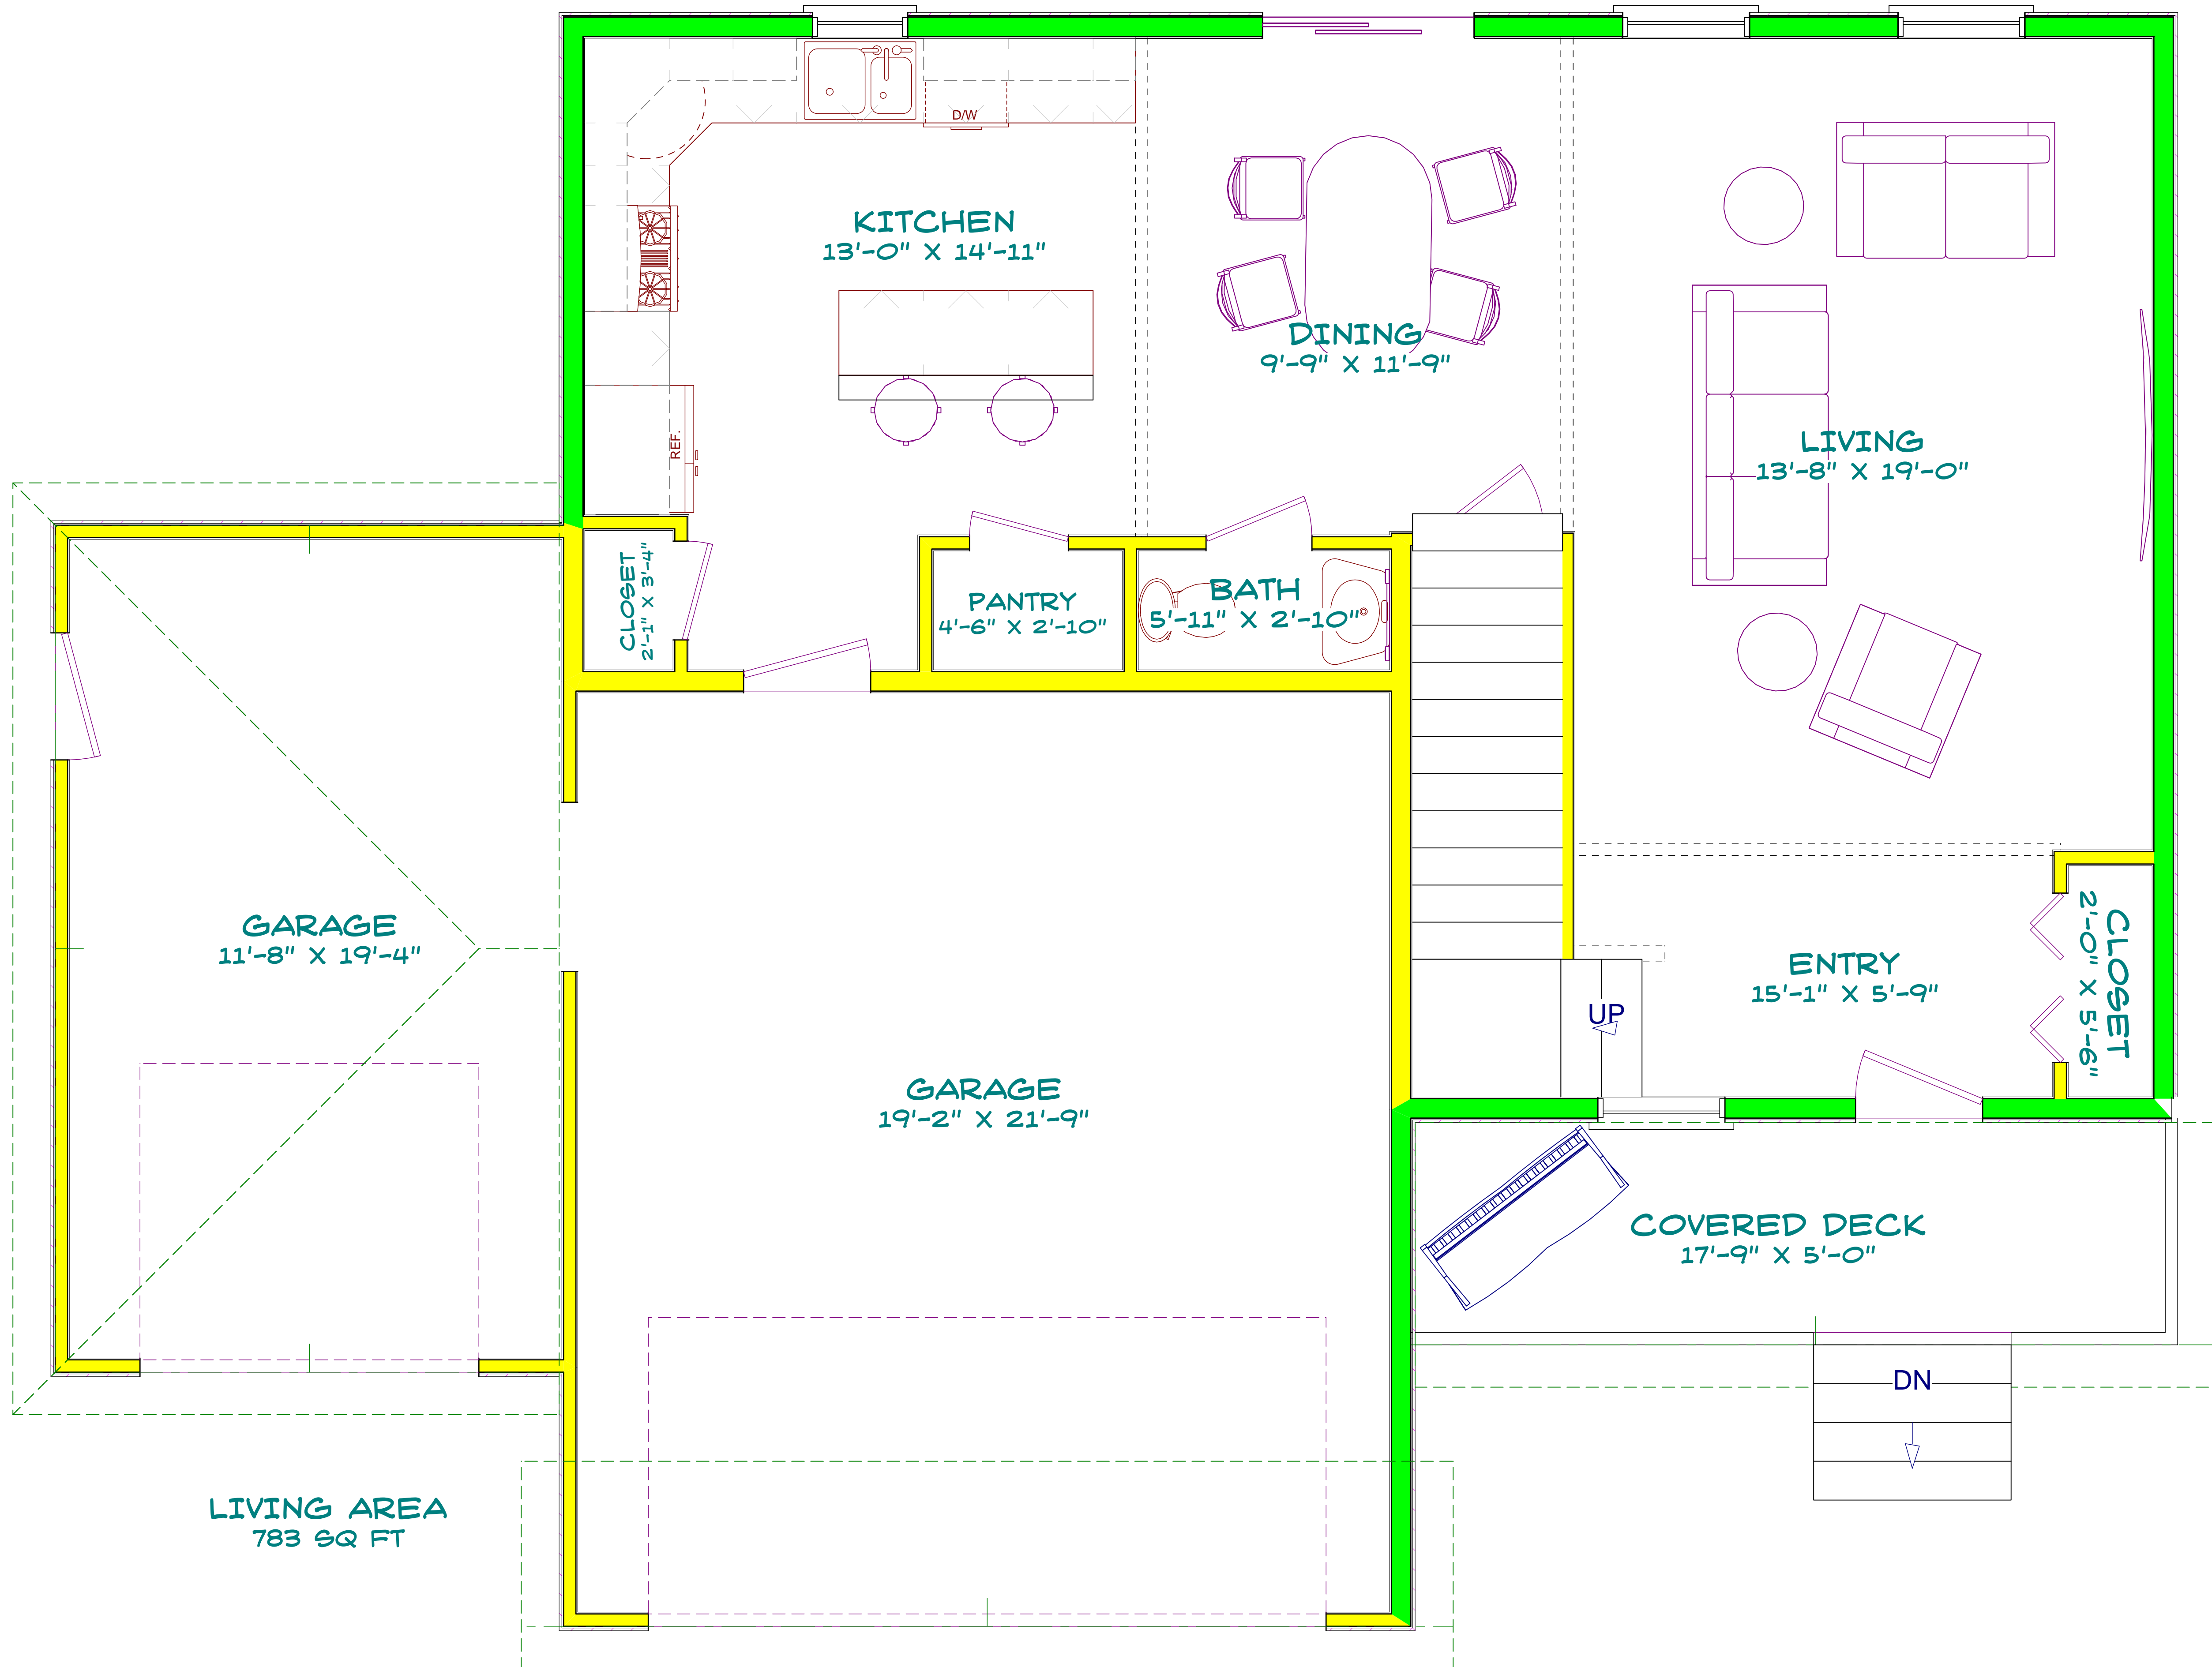 D/W
KITCHEN
13'-0" X 14'-11"
DINING
9'-9" X 11'-9"
REF.
LIVING
13'-8" X 19'-0"
CLOSET
2'-1" X 3'-4"
PANTRY
4'-6" X 2'-10"
BATH
5'-11" X 2'-10"
GARAGE
11'-8" X 19'-4"
ENTRY
15'-1" X 5'-9"
CLOSET
2'-0" X 5'-6"
UP
GARAGE
19'-2" X 21'-9"
COVERED DECK
17'-9" X 5'-0"
DN
LIVING AREA
783 SQ FT